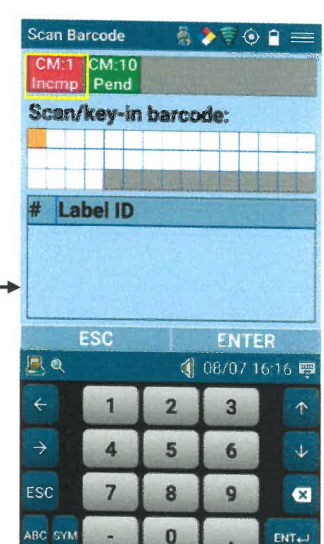 Scan Barcode
CM:1 CM:10
Incmp Pend
Scan/key-in barcode:
# Label ID
ESC ENTER
08/07 16:16
1 2 3
4 5 6
ESC 7 8 9
ABC SYM - 0 . ENT